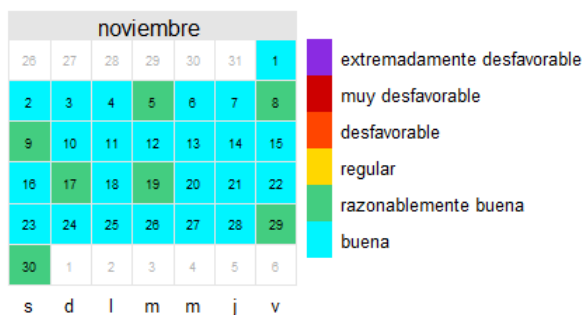 noviembre
26 27 28 29 30 31 1
2 3 4 5 6 7 8
9 10 11 12 13 14 15
16 17 18 19 20 21 22
23 24 25 26 27 28 29
30 1 2 3 4 5 6
s d l m m j v
extremadamente desfavorable
muy desfavorable
desfavorable
regular
razonablemente buena
buena